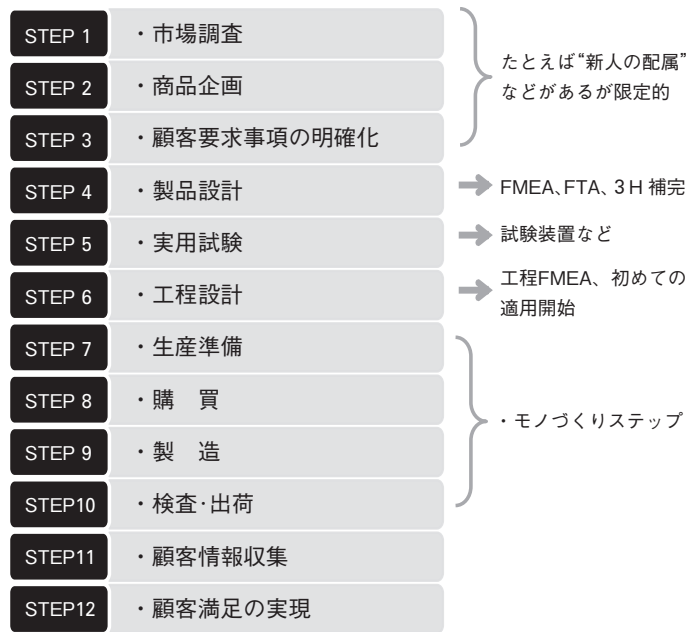 STEP 1 ・市場調査
STEP 2 ・商品企画
STEP 3 ・顧客要求事項の明確化
たとえば“新人の配属”
などがあるが限定的
STEP 4 ・製品設計
FMEA、FTA、3H 補完
STEP 5 ・実用試験
試験装置など
STEP 6 ・工程設計
工程FMEA、初めての
適用開始
STEP 7 ・生産準備
STEP 8 ・購　買
STEP 9 ・製　造
STEP10 ・検査・出荷
・モノづくりステップ
STEP11 ・顧客情報収集
STEP12 ・顧客満足の実現